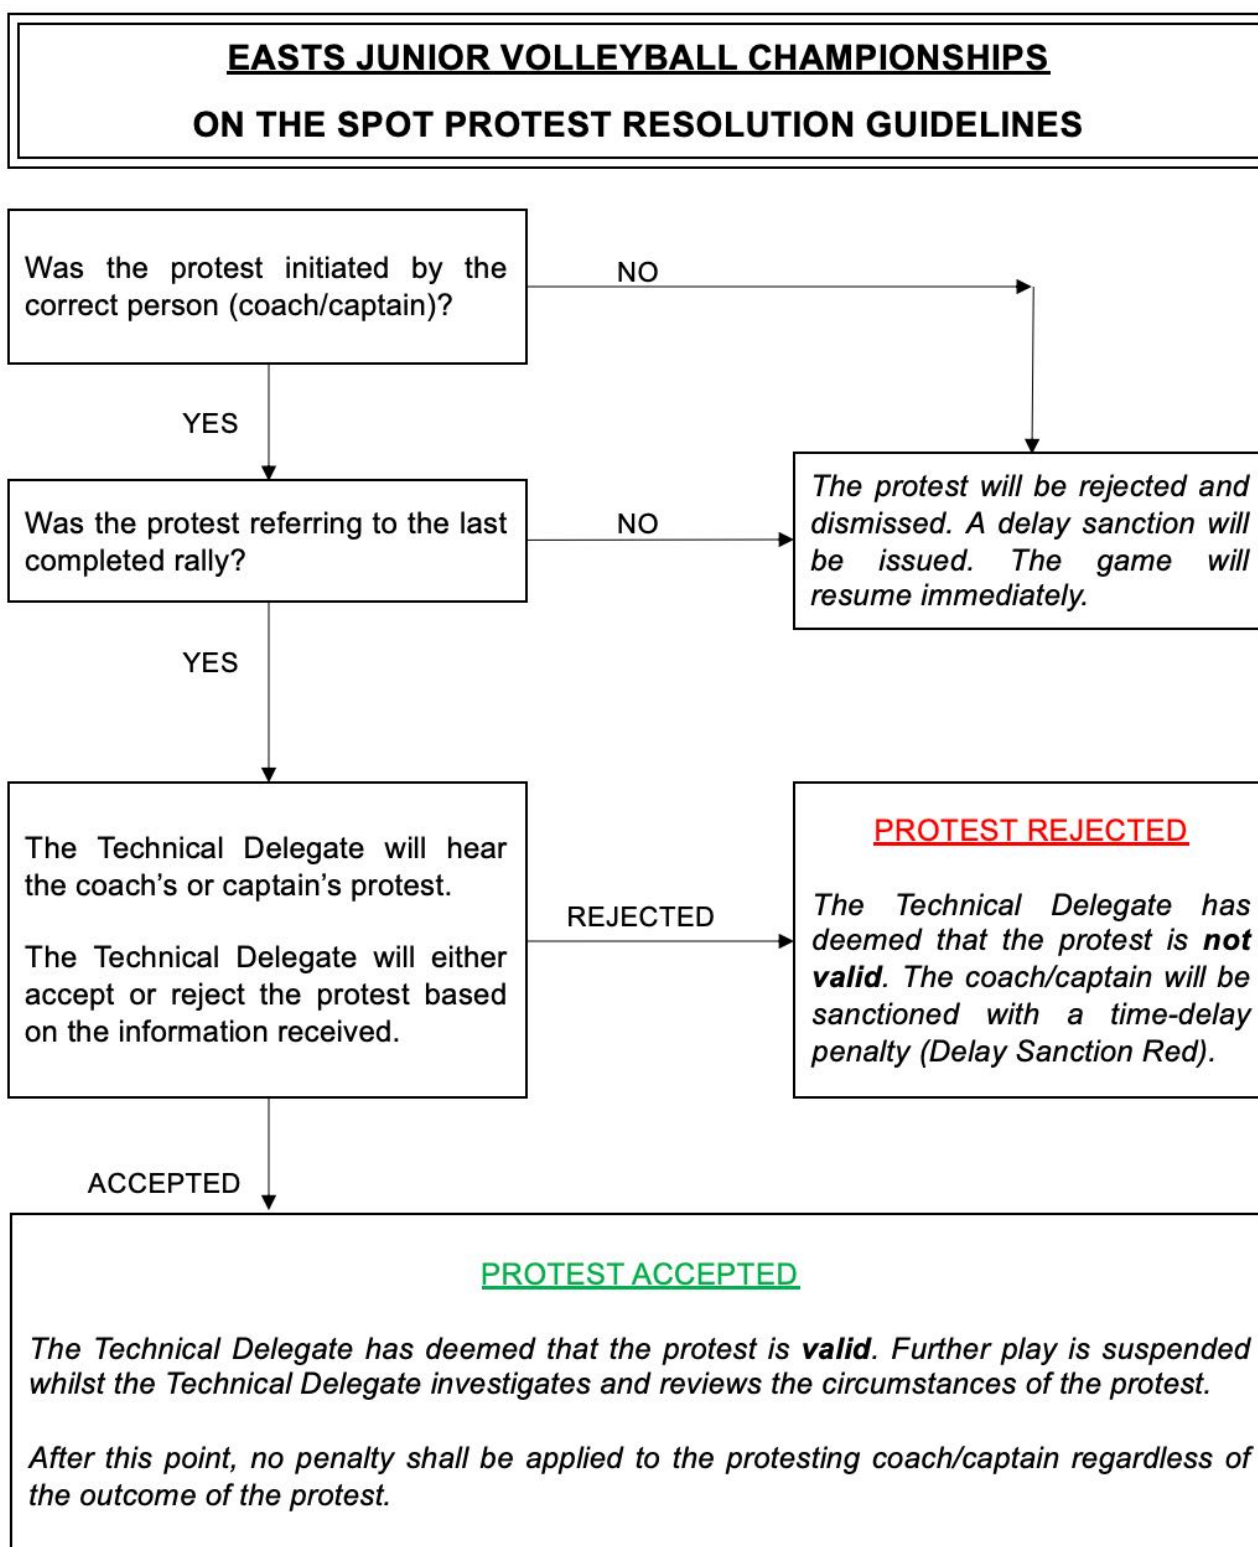 EASTS JUNIOR VOLLEYBALL CHAMPIONSHIPS
ON THE SPOT PROTEST RESOLUTION GUIDELINES
Was the protest initiated by the
correct person (coach/captain)?
NO
YES
Was the protest referring to the last
completed rally?
NO
The protest will be rejected and
dismissed. A delay sanction will
be issued. The game will
resume immediately.
YES
The Technical Delegate will hear
the coach’s or captain’s protest.
The Technical Delegate will either
accept or reject the protest based
on the information received.
REJECTED
PROTEST REJECTED
The Technical Delegate has
deemed that the protest is not
valid. The coach/captain will be
sanctioned with a time-delay
penalty (Delay Sanction Red).
ACCEPTED
PROTEST ACCEPTED
The Technical Delegate has deemed that the protest is valid. Further play is suspended
whilst the Technical Delegate investigates and reviews the circumstances of the protest.
After this point, no penalty shall be applied to the protesting coach/captain regardless of
the outcome of the protest.